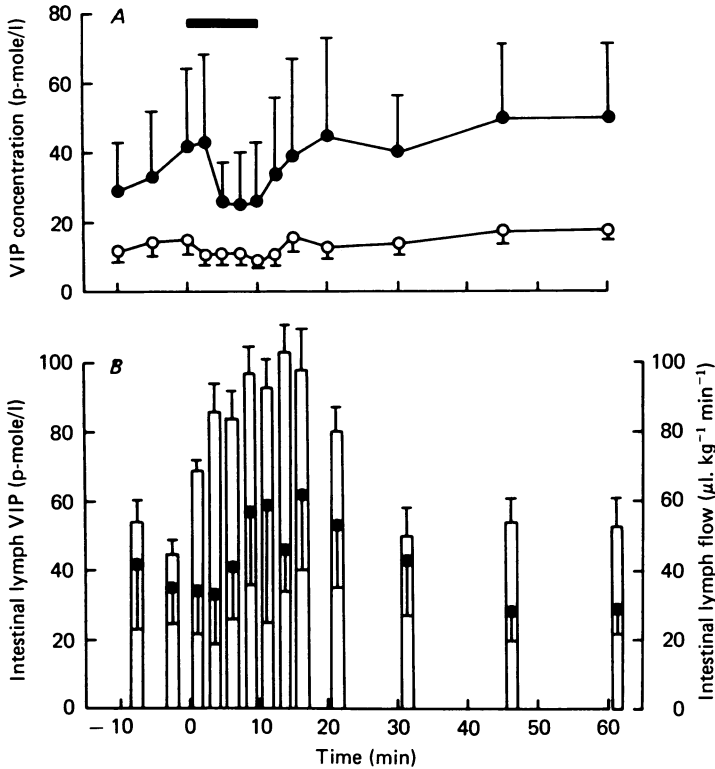 A
VIP concentration (p-mole/l)
80
60
40
20
0
B
Intestinal lymph VIP (p-mole/l)
100
80
60
40
20
0
100
80
60
40
20
0
Intestinal lymph flow (μl. kg⁻¹ min⁻¹)
−10 0 10 20 30 40 50 60
Time (min)